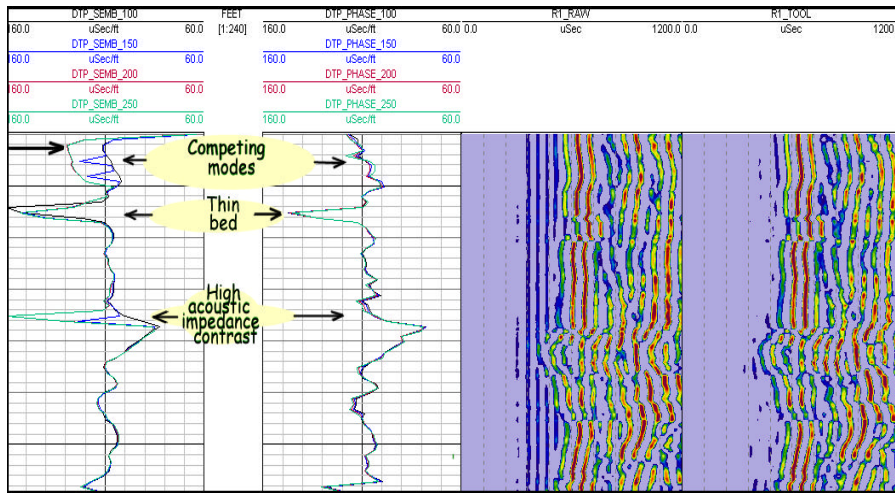 DTP_SEMB_100 FEET DTP_PHASE_100 R1_RAW R1_TOOL
160.0 uSec/ft 60.0 [1:240] 160.0 uSec/ft 60.0 0.0 uSec 1200.0 0.0 uSec 1200
DTP_SEMB_150 DTP_PHASE_150
160.0 uSec/ft 60.0 160.0 uSec/ft 60.0
DTP_SEMB_200 DTP_PHASE_200
160.0 uSec/ft 60.0 160.0 uSec/ft 60.0
DTP_SEMB_250 DTP_PHASE_250
160.0 uSec/ft 60.0 160.0 uSec/ft 60.0
Competing
modes
Thin
bed
High
acoustic
impedance
contrast